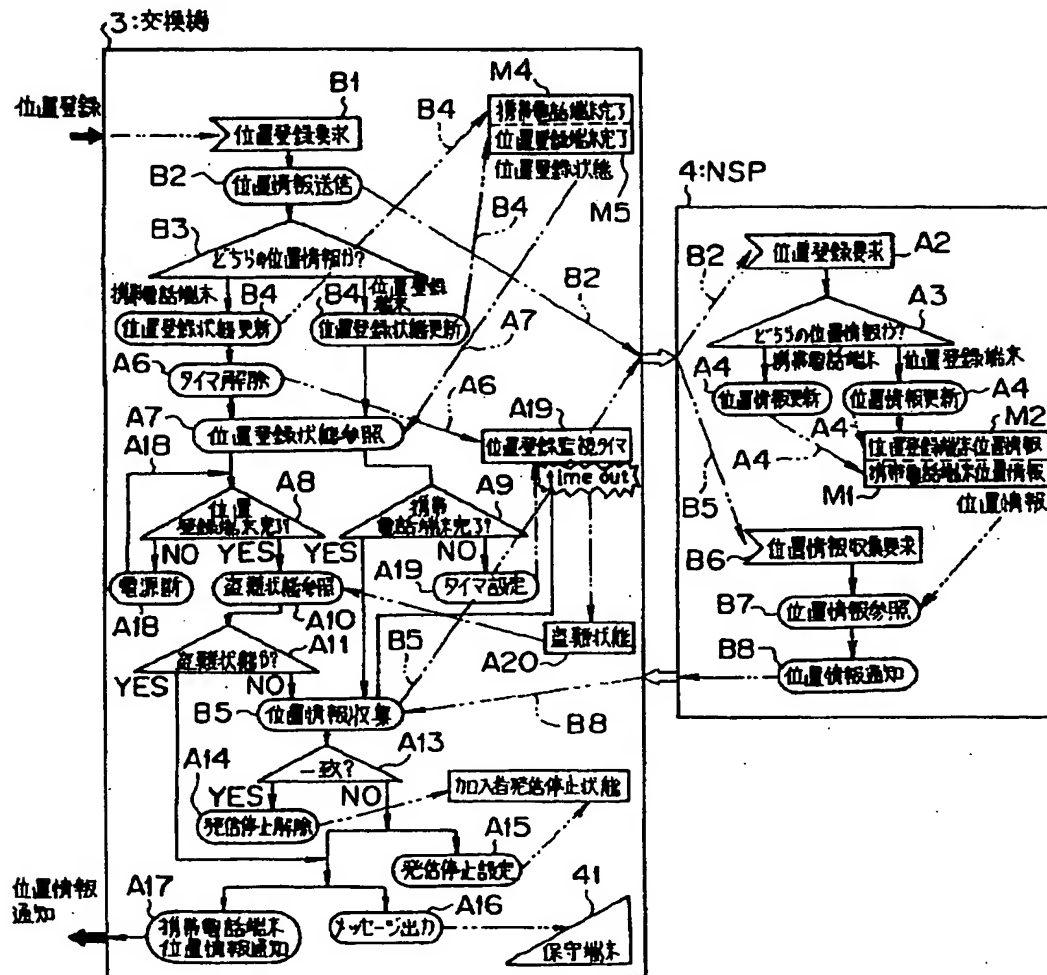 3:交換機
位置登録
B1
位置登録要求
B4
M4
携帯電話端末完了
位置登録端末完了
位置登録状態
M5
B2
位置情報送信
B4
B3
どちらの位置情報か?
携帯電話端末
位置登録端末
B4
B4
位置登録状態更新
位置登録状態更新
B2
A7
A6
タイマ解除
A6
A7
位置登録状態参照
A19
位置登録監視タイマ
time out
A18
A8
位置登録端末完了?
A9
携帯電話端末完了?
NO
YES
YES
NO
電源断
A18
盗難状態参照
A10
A19
タイマ設定
盗難状態
A20
A11
盗難状態か?
YES
NO
B5
B5
位置情報収集
B8
A13
一致?
A14
YES
NO
発信停止解除
加入者発信停止状態
A15
発信停止設定
位置情報通知
A17
携帯電話端末位置情報通知
メッセージ出力
A16
41
保守端末
4:NSP
B2
位置登録要求
A2
A3
どちらの位置情報か?
携帯電話端末
位置登録端末
A4
A4
位置情報更新
位置情報更新
A4
A4
M2
位置登録端末位置情報
携帯電話端末位置情報
M1
位置情報
B5
B6
位置情報収集要求
B7
位置情報参照
B8
位置情報通知